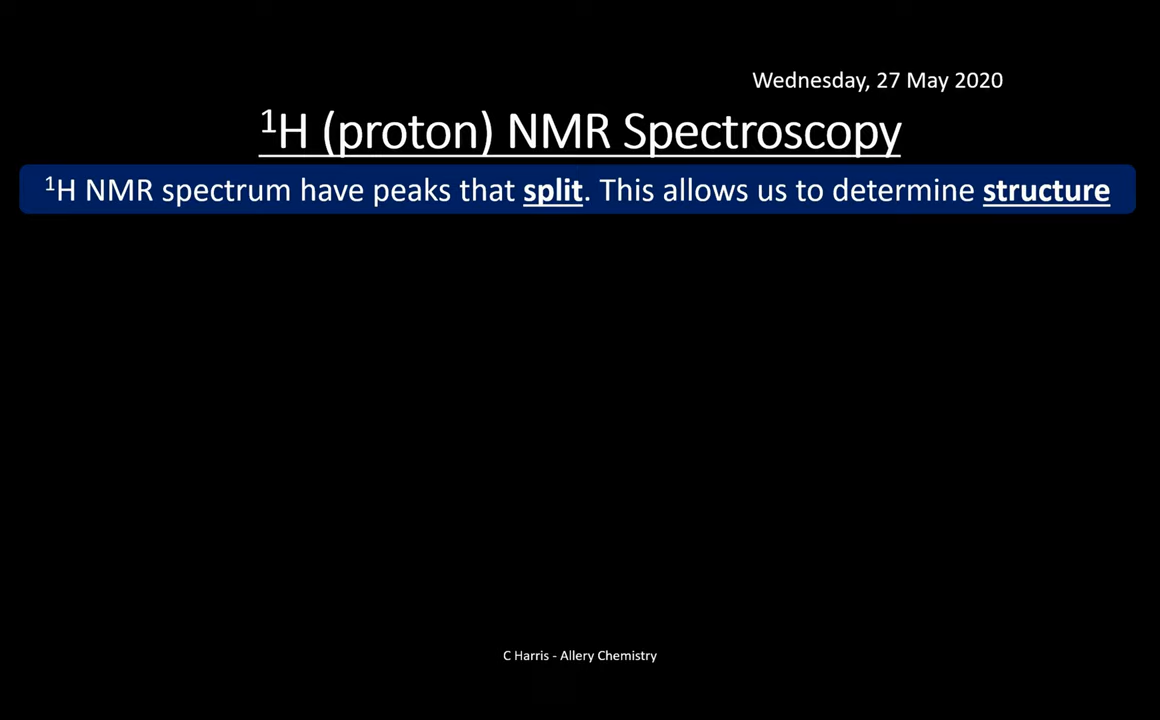 Wednesday, 27 May 2020
¹H (proton) NMR Spectroscopy
¹H NMR spectrum have peaks that split. This allows us to determine structure
C Harris - Allery Chemistry